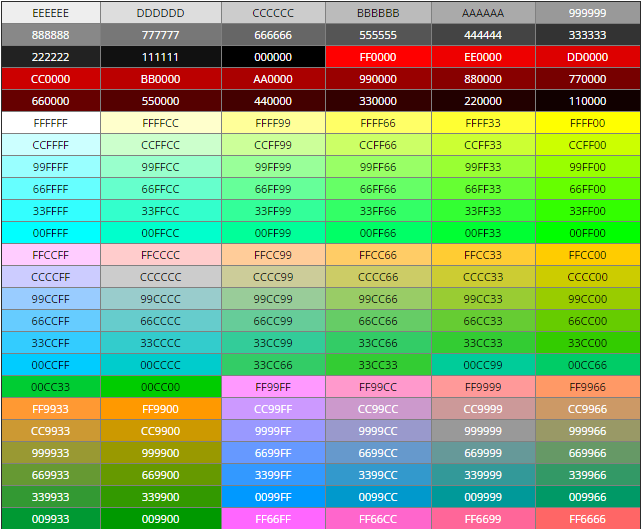 EEEEEE DDDDDD CCCCCC BBBBBB AAAAAA 999999
888888 777777 666666 555555 444444 333333
222222 111111 000000 FF0000 EE0000 DD0000
CC0000 BB0000 AA0000 990000 880000 770000
660000 550000 440000 330000 220000 110000
FFFFFF FFFFCC FFFF99 FFFF66 FFFF33 FFFF00
CCFFFF CCFFCC CCFF99 CCFF66 CCFF33 CCFF00
99FFFF 99FFCC 99FF99 99FF66 99FF33 99FF00
66FFFF 66FFCC 66FF99 66FF66 66FF33 66FF00
33FFFF 33FFCC 33FF99 33FF66 33FF33 33FF00
00FFFF 00FFCC 00FF99 00FF66 00FF33 00FF00
FFCCFF FFCCCC FFCC99 FFCC66 FFCC33 FFCC00
CCCCFF CCCCCC CCCC99 CCCC66 CCCC33 CCCC00
99CCFF 99CCCC 99CC99 99CC66 99CC33 99CC00
66CCFF 66CCCC 66CC99 66CC66 66CC33 66CC00
33CCFF 33CCCC 33CC99 33CC66 33CC33 33CC00
00CCFF 00CCCC 33CC66 33CC33 00CC99 00CC66
00CC33 00CC00 FF99FF FF99CC FF9999 FF9966
FF9933 FF9900 CC99FF CC99CC CC9999 CC9966
CC9933 CC9900 9999FF 9999CC 999999 999966
999933 999900 6699FF 6699CC 669999 669966
669933 669900 3399FF 3399CC 339999 339966
339933 339900 0099FF 0099CC 009999 009966
009933 009900 FF66FF FF66CC FF6699 FF6666